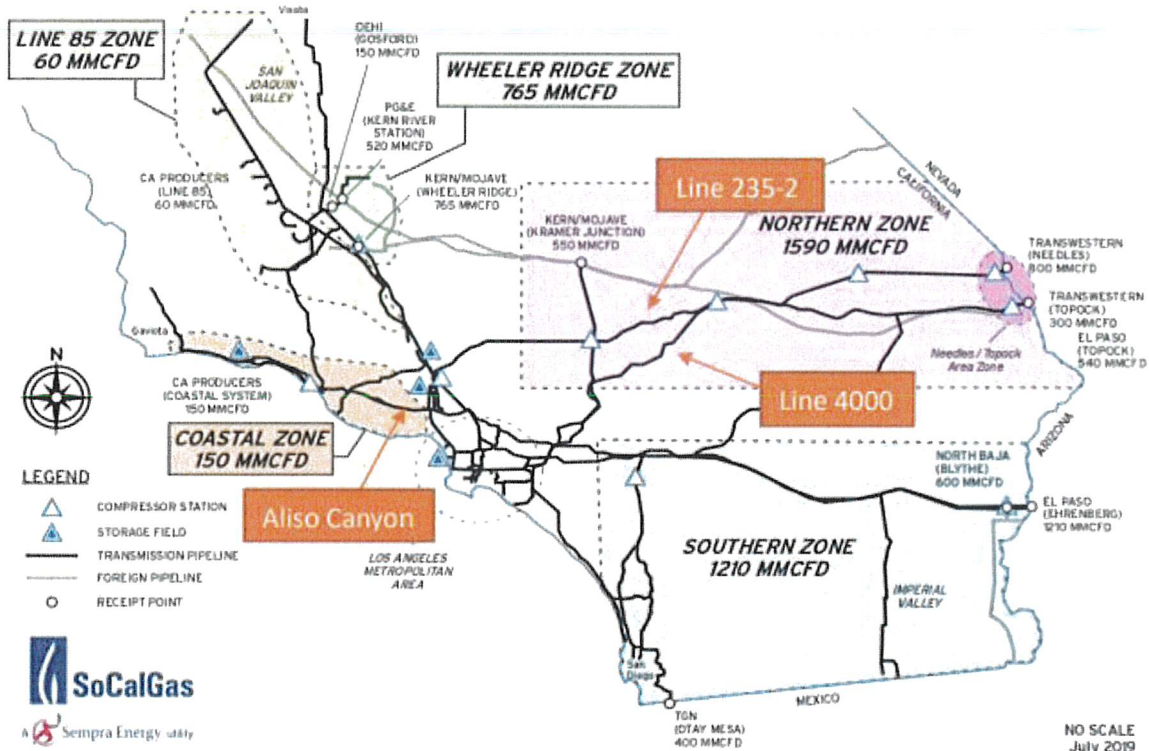 Visalia
LINE 85 ZONE
60 MMCFD
SAN
JOAQUIN
VALLEY
OEHI
(GOSFORD)
150 MMCFD
WHEELER RIDGE ZONE
765 MMCFD
PG&E
(KERN RIVER
STATION)
520 MMCFD
CA PRODUCERS
(LINE 85)
60 MMCFD
KERN/MOJAVE
(WHEELER RIDGE)
765 MMCFD
Line 235-2
NEVADA
CALIFORNIA
KERN/MOJAVE
(KRAMER JUNCTION)
550 MMCFD
NORTHERN ZONE
1590 MMCFD
TRANSWESTERN
(NEEDLES)
800 MMCFD
TRANSWESTERN
(TOPOCK)
300 MMCFD
EL PASO
(TOPOCK)
540 MMCFD
Needles / Topock
Area Zone
Gaviota
N
CA PRODUCERS
(COASTAL SYSTEM)
150 MMCFD
Line 4000
COASTAL ZONE
150 MMCFD
ARIZONA
NORTH BAJA
(BLYTHE)
600 MMCFD
EL PASO
(EHRENBERG)
1210 MMCFD
LEGEND
COMPRESSOR STATION
STORAGE FIELD
TRANSMISSION PIPELINE
FOREIGN PIPELINE
RECEIPT POINT
Aliso Canyon
LOS ANGELES
METROPOLITAN
AREA
SOUTHERN ZONE
1210 MMCFD
IMPERIAL
VALLEY
San
Diego
MEXICO
TGN
(OTAY MESA)
400 MMCFD
SoCalGas
A Sempra Energy utility
NO SCALE
July 2019